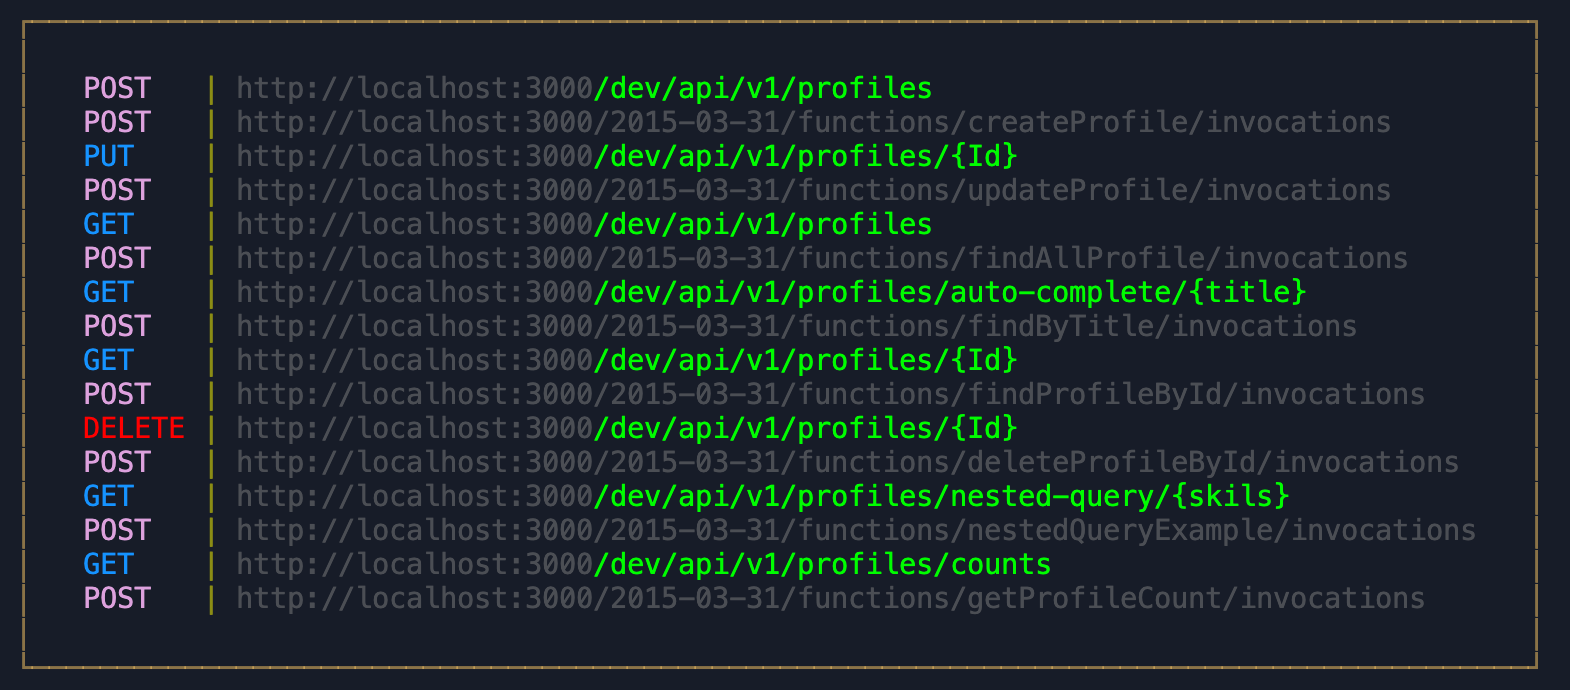 POST | http://localhost:3000/dev/api/v1/profiles
POST | http://localhost:3000/2015-03-31/functions/createProfile/invocations
PUT | http://localhost:3000/dev/api/v1/profiles/{Id}
POST | http://localhost:3000/2015-03-31/functions/updateProfile/invocations
GET | http://localhost:3000/dev/api/v1/profiles
POST | http://localhost:3000/2015-03-31/functions/findAllProfile/invocations
GET | http://localhost:3000/dev/api/v1/profiles/auto-complete/{title}
POST | http://localhost:3000/2015-03-31/functions/findByTitle/invocations
GET | http://localhost:3000/dev/api/v1/profiles/{Id}
POST | http://localhost:3000/2015-03-31/functions/findProfileById/invocations
DELETE | http://localhost:3000/dev/api/v1/profiles/{Id}
POST | http://localhost:3000/2015-03-31/functions/deleteProfileById/invocations
GET | http://localhost:3000/dev/api/v1/profiles/nested-query/{skils}
POST | http://localhost:3000/2015-03-31/functions/nestedQueryExample/invocations
GET | http://localhost:3000/dev/api/v1/profiles/counts
POST | http://localhost:3000/2015-03-31/functions/getProfileCount/invocations